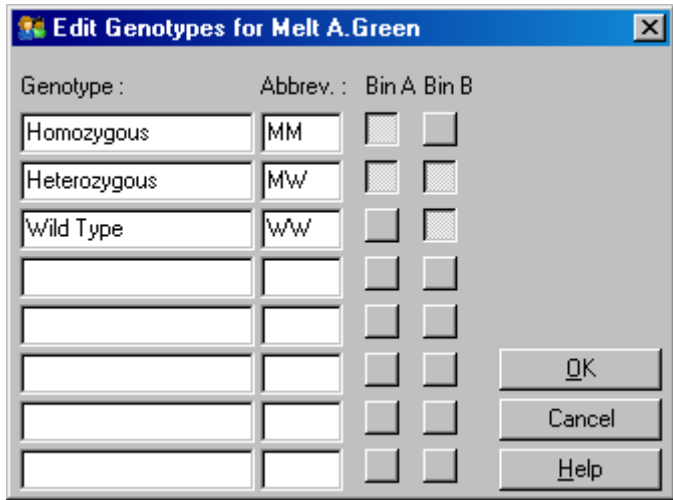 Edit Genotypes for Melt A.Green
Genotype : Abbrev. : Bin A Bin B
Homozygous MM
Heterozygous MW
Wild Type WW
OK
Cancel
Help